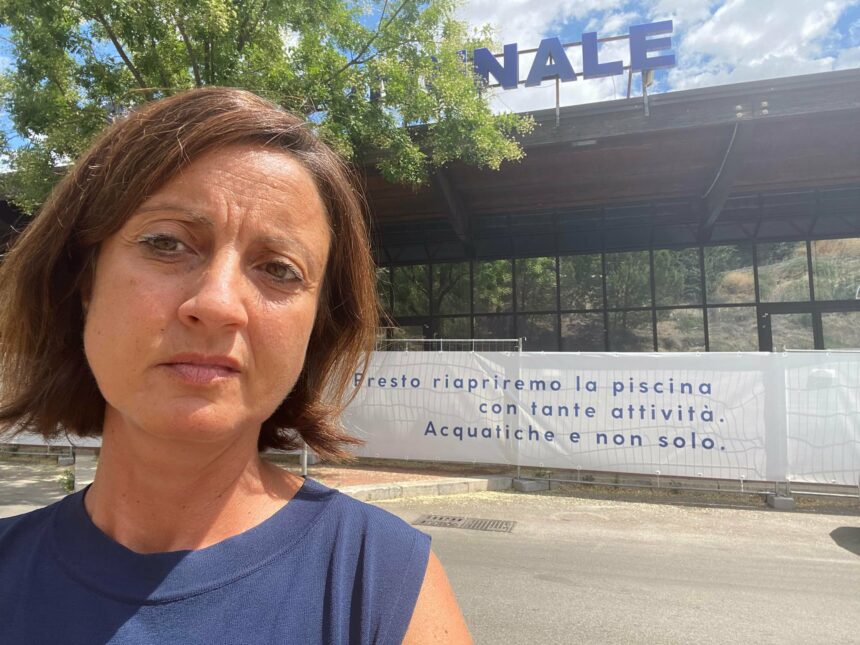 NALE
Presto riapriremo la piscina
con tante attività.
Acquatiche e non solo.